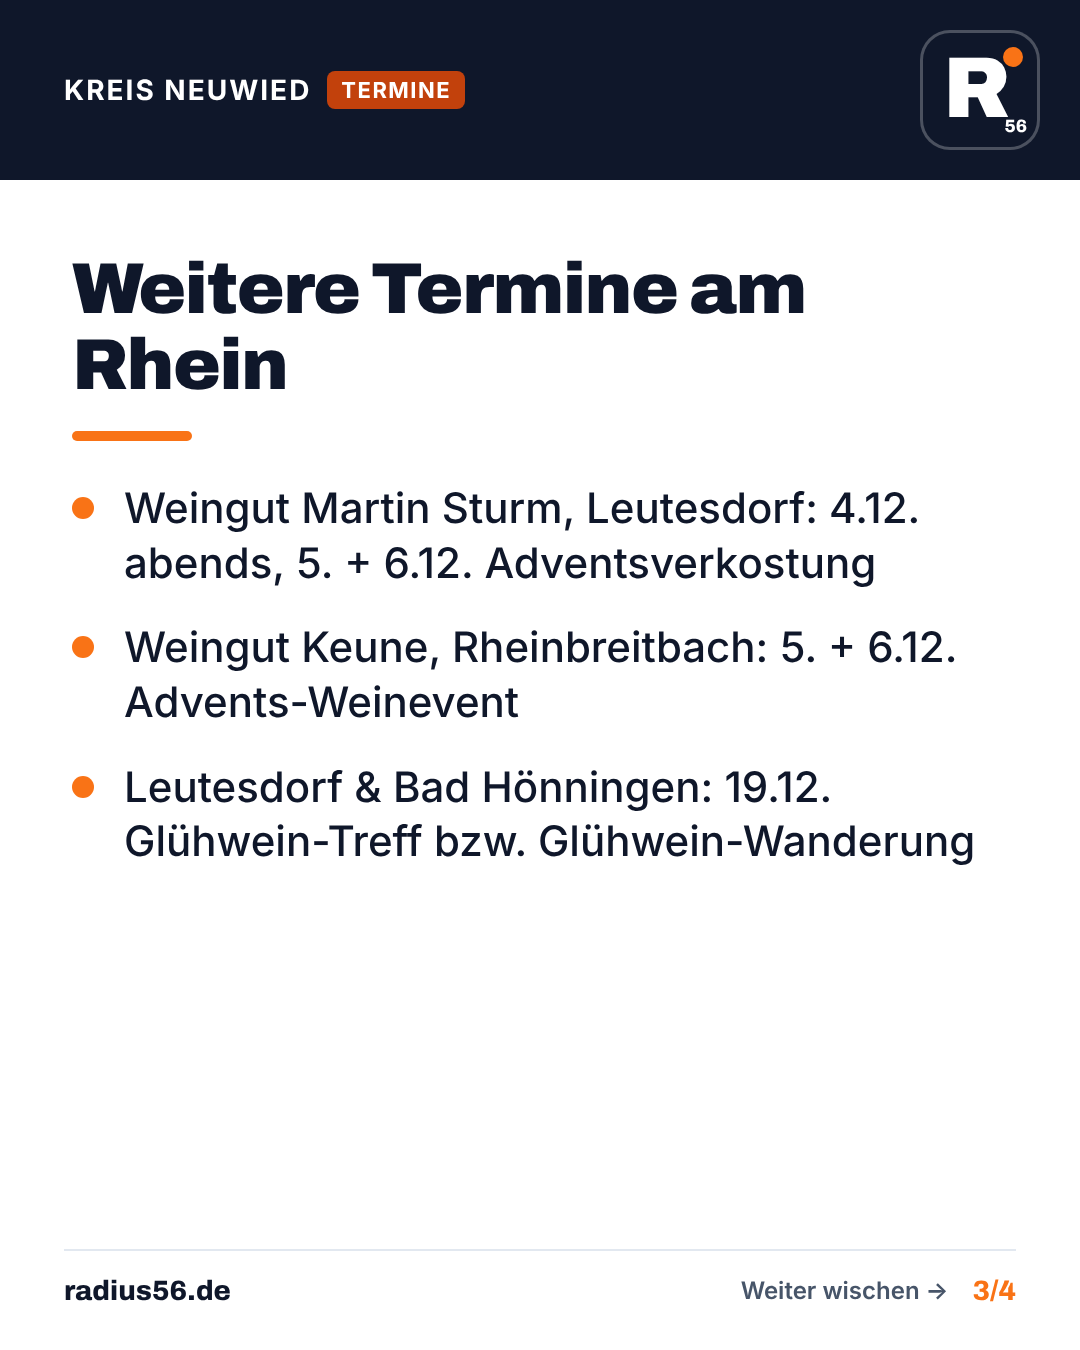 KREIS NEUWIED TERMINE
R
56
Weitere Termine am
Rhein
Weingut Martin Sturm, Leutesdorf: 4.12.
abends, 5. + 6.12. Adventsverkostung
Weingut Keune, Rheinbreitbach: 5. + 6.12.
Advents-Weinevent
Leutesdorf & Bad Hönningen: 19.12.
Glühwein-Treff bzw. Glühwein-Wanderung
radius56.de
Weiter wischen → 3/4